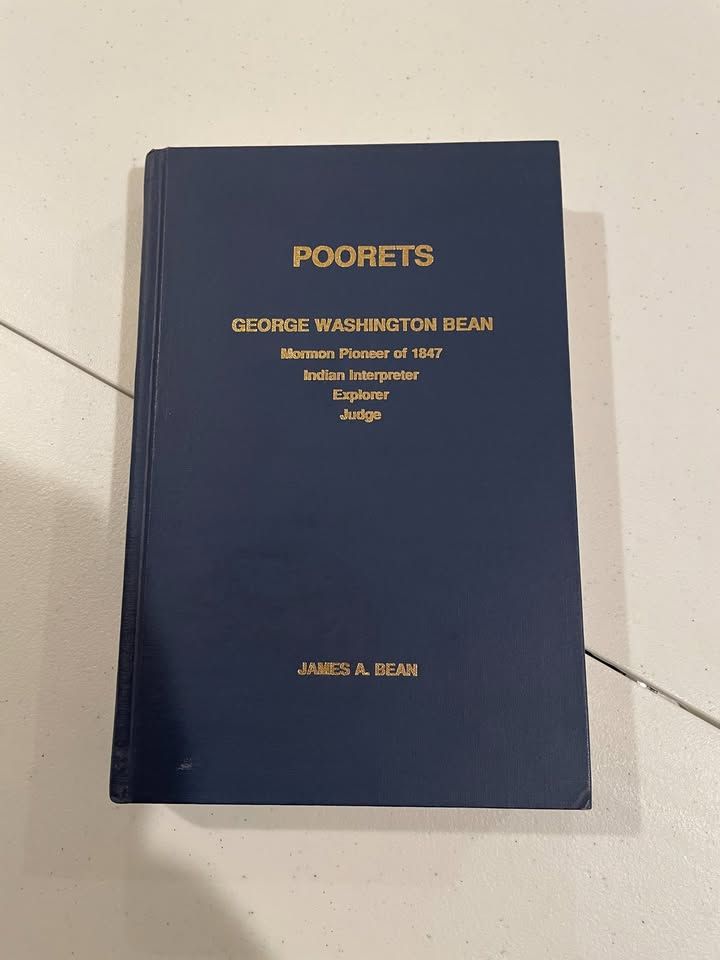 POORETS
GEORGE WASHINGTON BEAN
Mormon Pioneer of 1847
Indian Interpreter
Explorer
Judge
JAMES A. BEAN